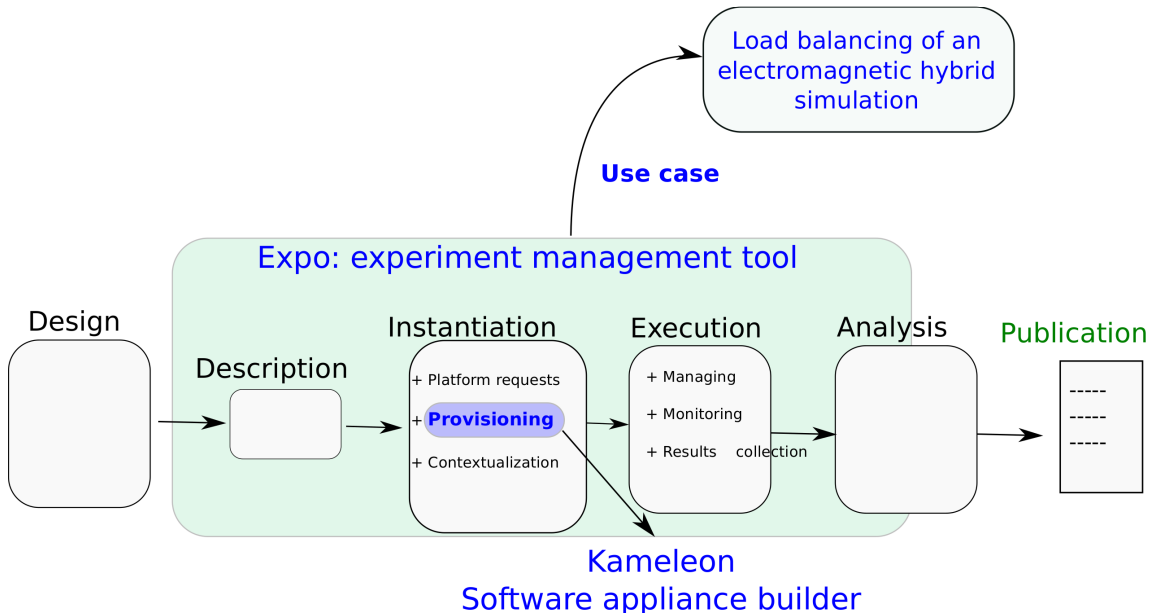 Load balancing of an
electromagnetic hybrid
simulation
Use case
Expo: experiment management tool
Design
Description
Instantiation
+ Platform requests
+ Provisioning
+ Contextualization
Execution
+ Managing
+ Monitoring
+ Results collection
Analysis
Publication
-----
-----
-----
Kameleon
Software appliance builder